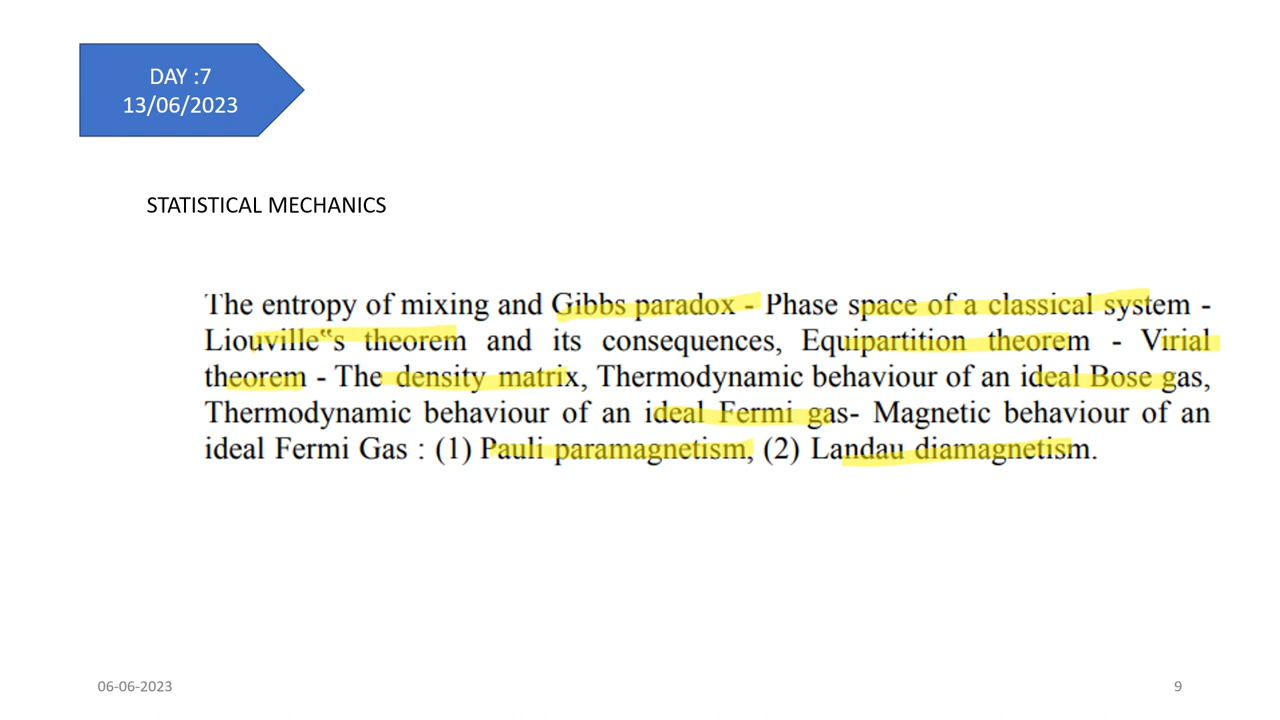 DAY :7
13/06/2023
STATISTICAL MECHANICS
The entropy of mixing and Gibbs paradox - Phase space of a classical system -
Liouville‟s theorem and its consequences, Equipartition theorem - Virial
theorem - The density matrix, Thermodynamic behaviour of an ideal Bose gas,
Thermodynamic behaviour of an ideal Fermi gas- Magnetic behaviour of an
ideal Fermi Gas : (1) Pauli paramagnetism, (2) Landau diamagnetism.
06-06-2023
9